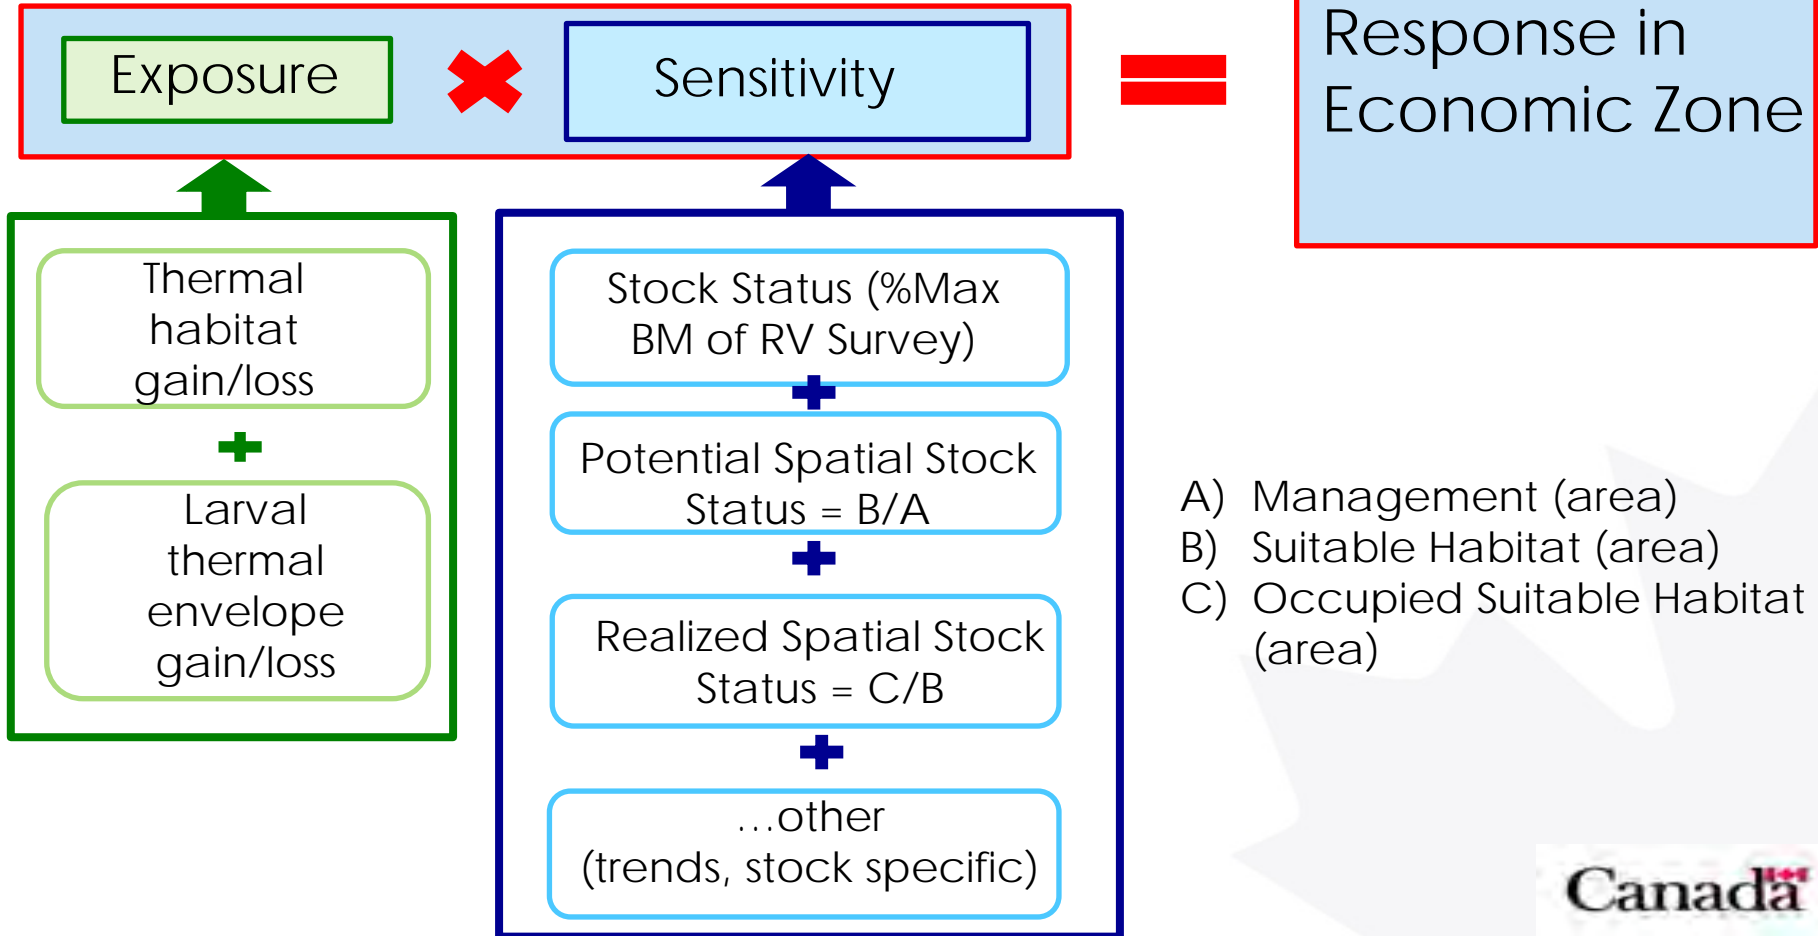 Exposure
Sensitivity
Response in
Economic Zone
Thermal
habitat
gain/loss
Larval
thermal
envelope
gain/loss
Stock Status (%Max
BM of RV Survey)
Potential Spatial Stock
Status = B/A
Realized Spatial Stock
Status = C/B
...other
(trends, stock specific)
A) Management (area)
B) Suitable Habitat (area)
C) Occupied Suitable Habitat
(area)
Canada